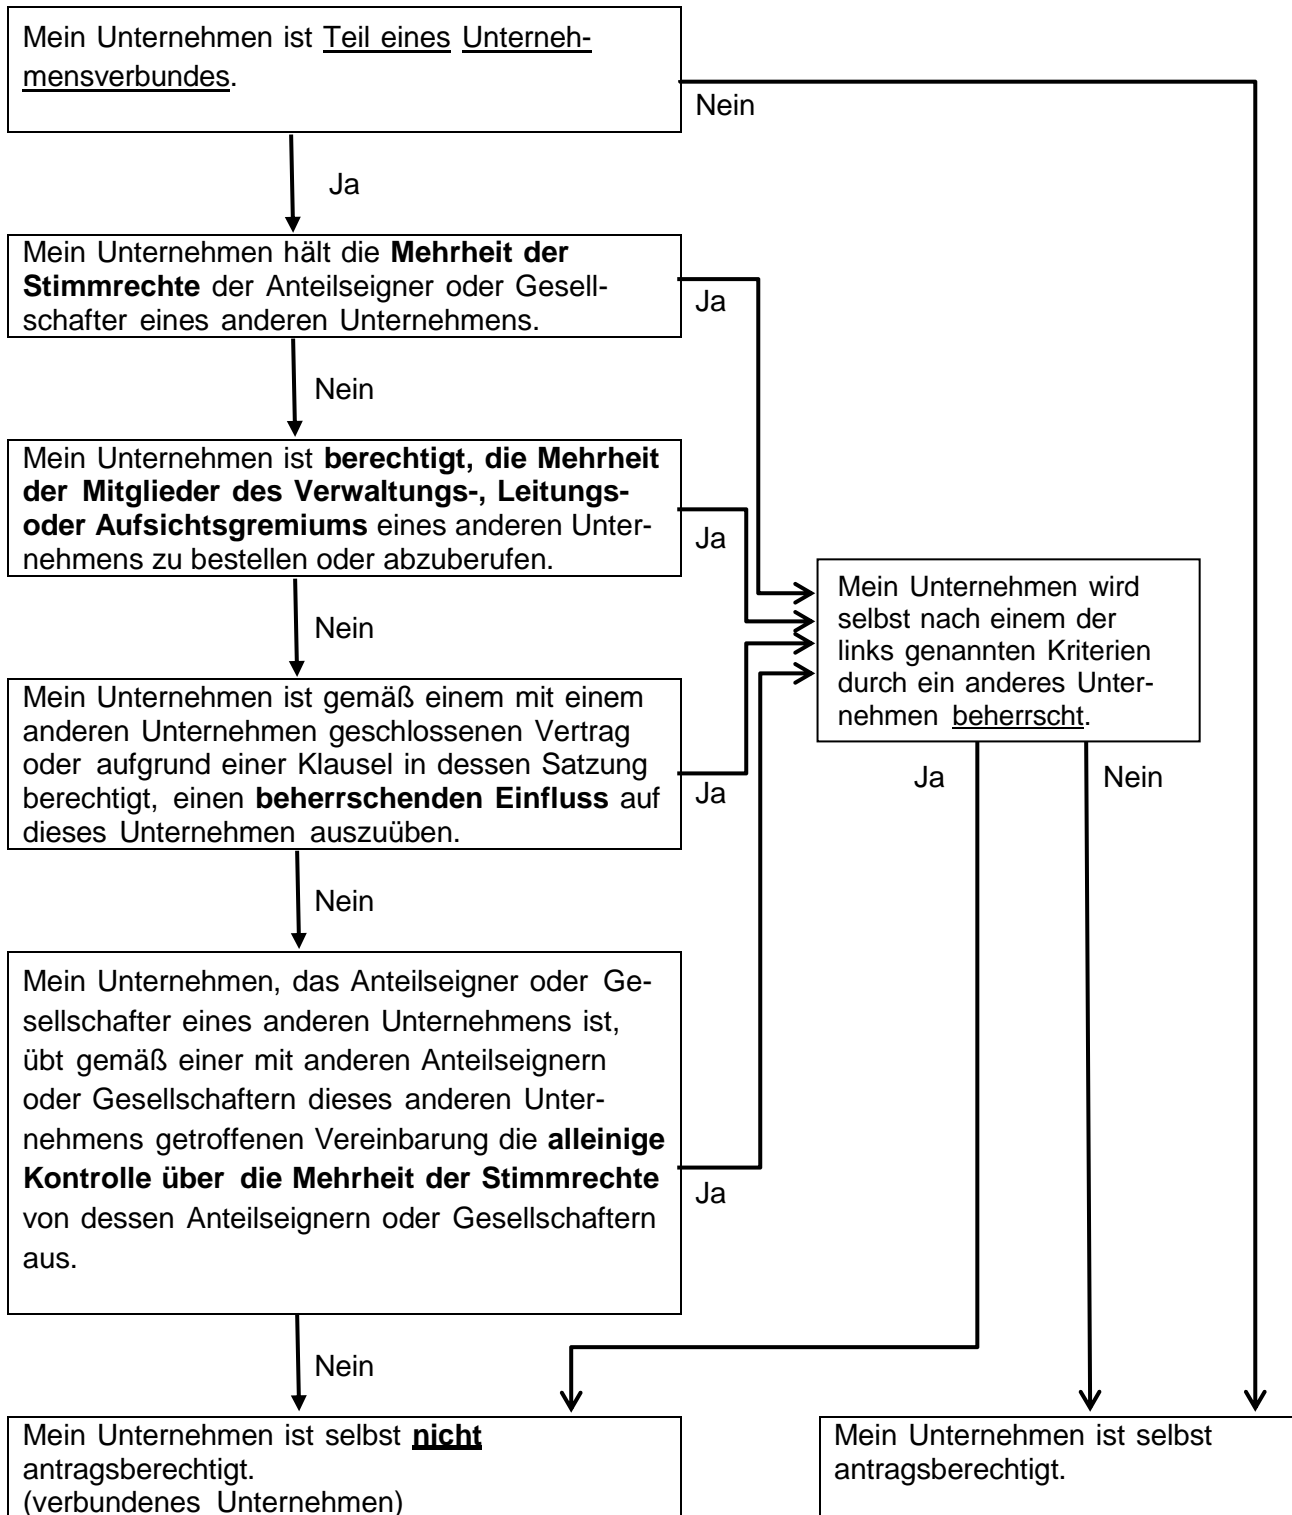 Mein Unternehmen ist Teil eines Unterneh-
mensverbundes.
Nein
Ja
Mein Unternehmen hält die Mehrheit der
Stimmrechte der Anteilseigner oder Gesell-
schafter eines anderen Unternehmens.
Ja
Nein
Mein Unternehmen ist berechtigt, die Mehrheit
der Mitglieder des Verwaltungs-, Leitungs-
oder Aufsichtsgremiums eines anderen Unter-
nehmens zu bestellen oder abzuberufen.
Ja
Nein
Mein Unternehmen wird
selbst nach einem der
links genannten Kriterien
durch ein anderes Unter-
nehmen beherrscht.
Ja
Nein
Mein Unternehmen ist gemäß einem mit einem
anderen Unternehmen geschlossenen Vertrag
oder aufgrund einer Klausel in dessen Satzung
berechtigt, einen beherrschenden Einfluss auf
dieses Unternehmen auszuüben.
Ja
Nein
Mein Unternehmen, das Anteilseigner oder Ge-
sellschafter eines anderen Unternehmens ist,
übt gemäß einer mit anderen Anteilseignern
oder Gesellschaftern dieses anderen Unter-
nehmens getroffenen Vereinbarung die alleinige
Kontrolle über die Mehrheit der Stimmrechte
von dessen Anteilseignern oder Gesellschaftern
aus.
Ja
Nein
Mein Unternehmen ist selbst nicht
antragsberechtigt.
(verbundenes Unternehmen)
Mein Unternehmen ist selbst
antragsberechtigt.